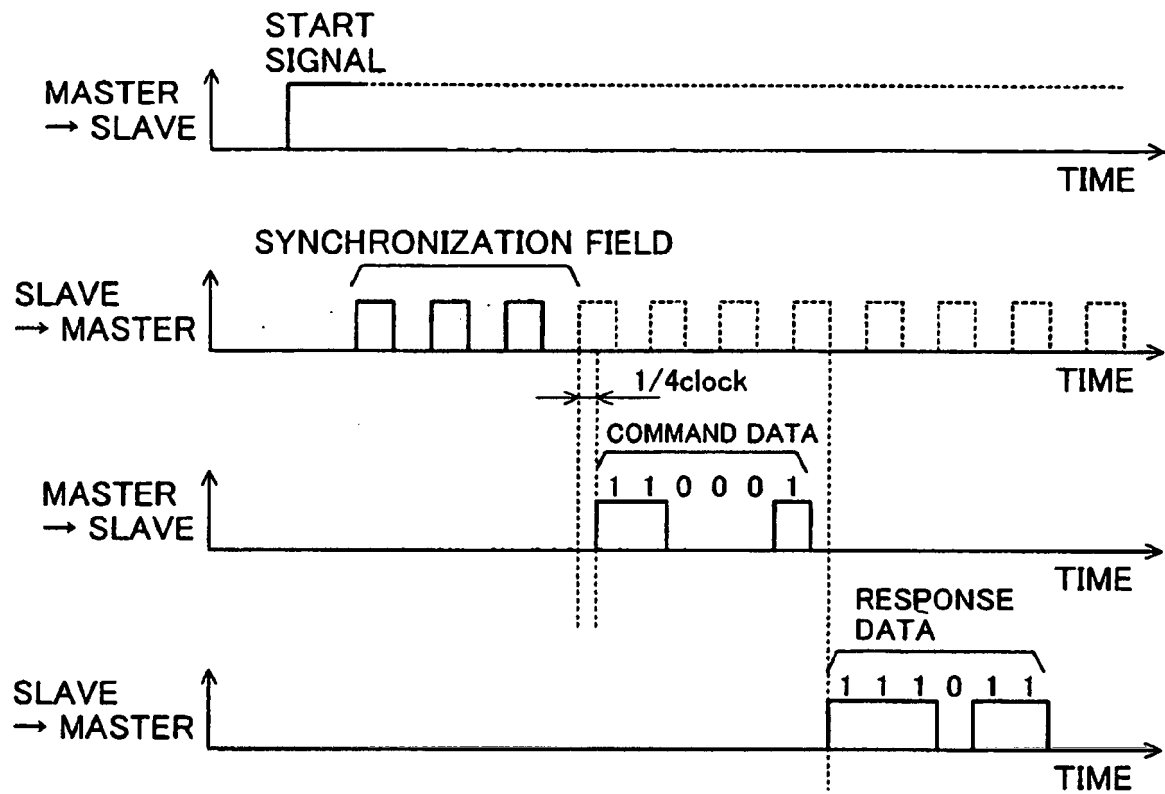 START
SIGNAL
MASTER
→ SLAVE
TIME
SYNCHRONIZATION FIELD
SLAVE
→ MASTER
TIME
1/4clock
COMMAND DATA
1 1 0 0 0 1
MASTER
→ SLAVE
TIME
RESPONSE
DATA
1 1 1 0 1 1
SLAVE
→ MASTER
TIME